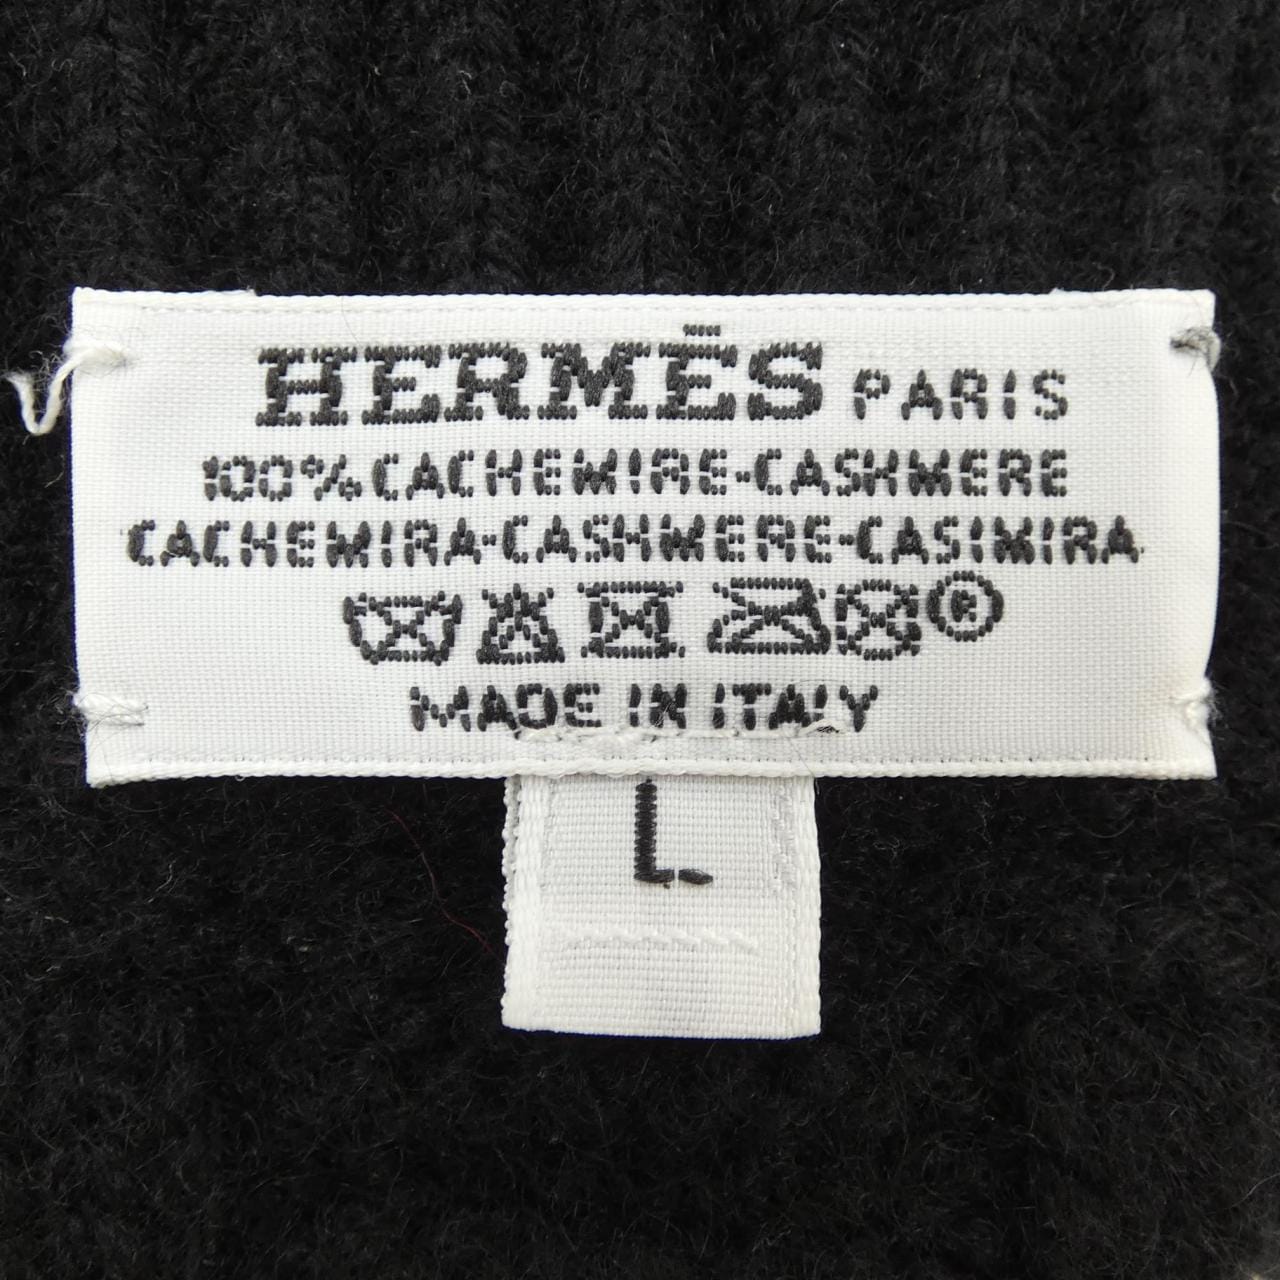 HERMÈS PARIS
100% CACHEMIRE-CASHMERE
CACHEMIRA-CASHMERE-CASIMIRA
®
MADE IN ITALY
L